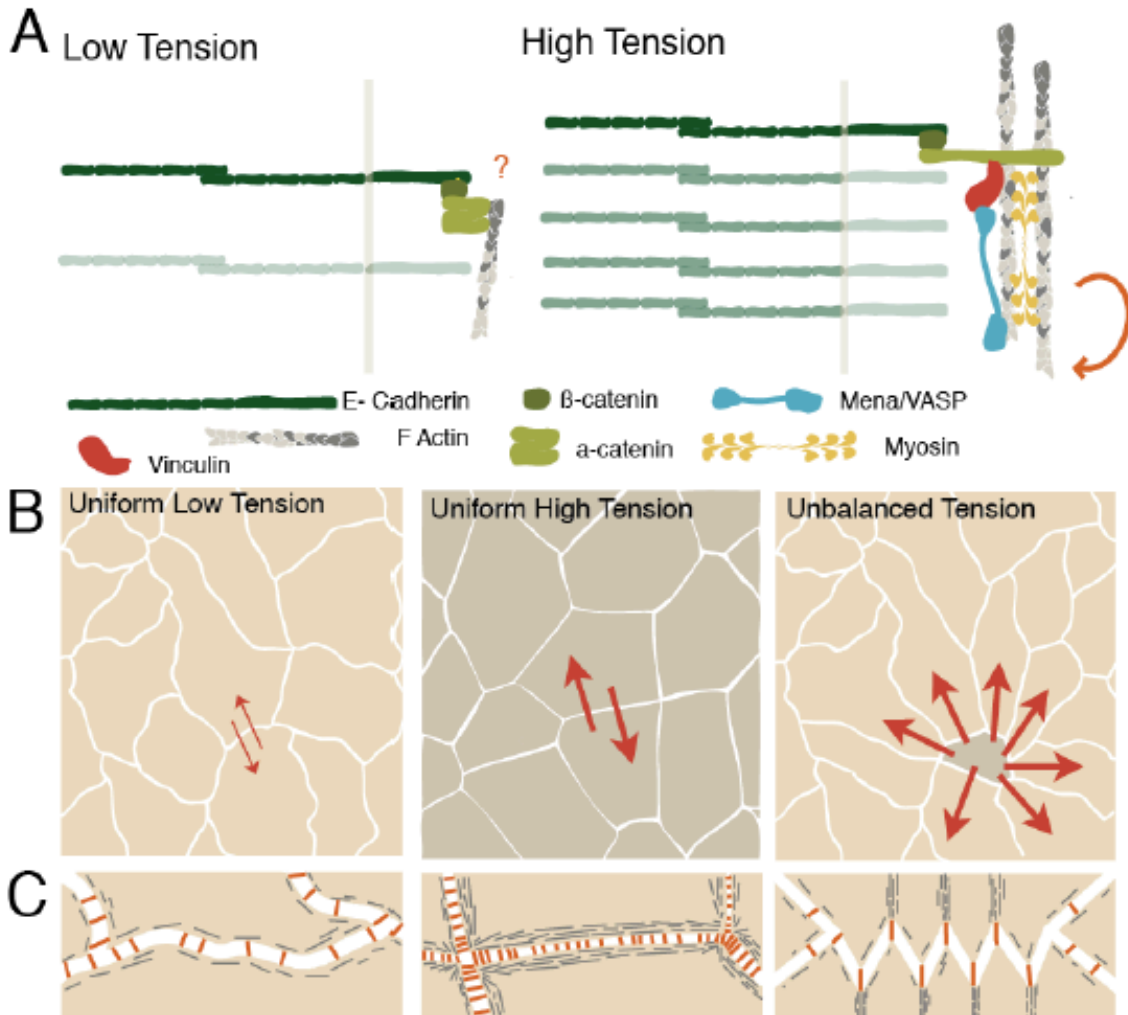 A
Low Tension
High Tension
?
E- Cadherin
ß-catenin
Mena/VASP
Vinculin
F Actin
a-catenin
Myosin
B
Uniform Low Tension
Uniform High Tension
Unbalanced Tension
C